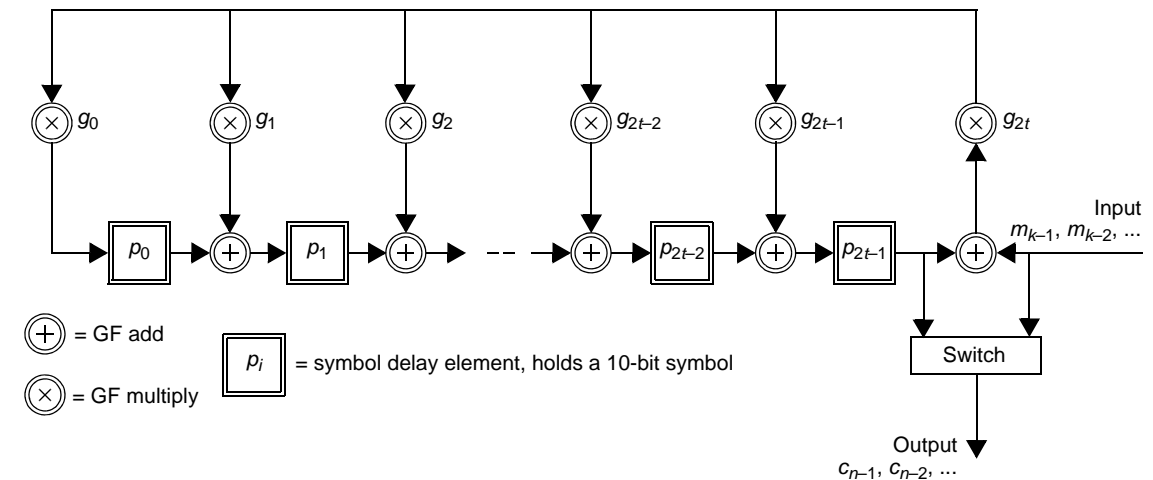 × g₀ × g₁ × g₂ × g₂ₜ₋₂ × g₂ₜ₋₁ × g₂ₜ
Input
mₖ₋₁, mₖ₋₂, ...
p₀ + p₁ + -- + p₂ₜ₋₂ + p₂ₜ₋₁ +
+ = GF add
pᵢ = symbol delay element, holds a 10-bit symbol
Switch
× = GF multiply
Output
cₙ₋₁, cₙ₋₂, ...